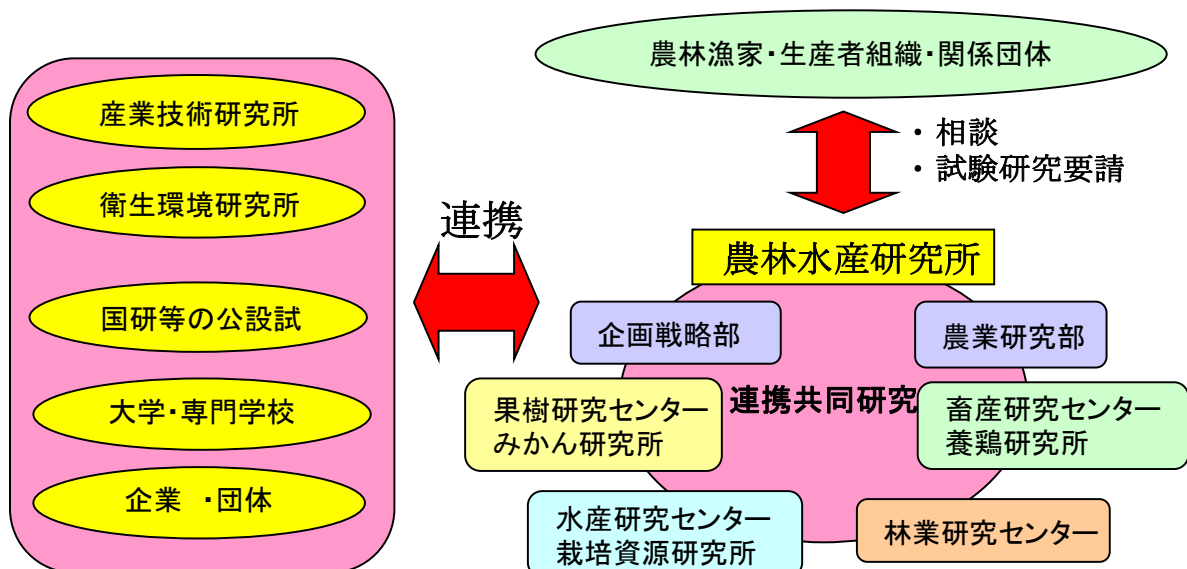 農林漁家・生産者組織・関係団体
産業技術研究所
衛生環境研究所
国研等の公設試
大学・専門学校
企業　・団体
連携
・相談
・試験研究要請
農林水産研究所
企画戦略部
農業研究部
連携共同研究
果樹研究センター
みかん研究所
畜産研究センター
養鶏研究所
水産研究センター
栽培資源研究所
林業研究センター